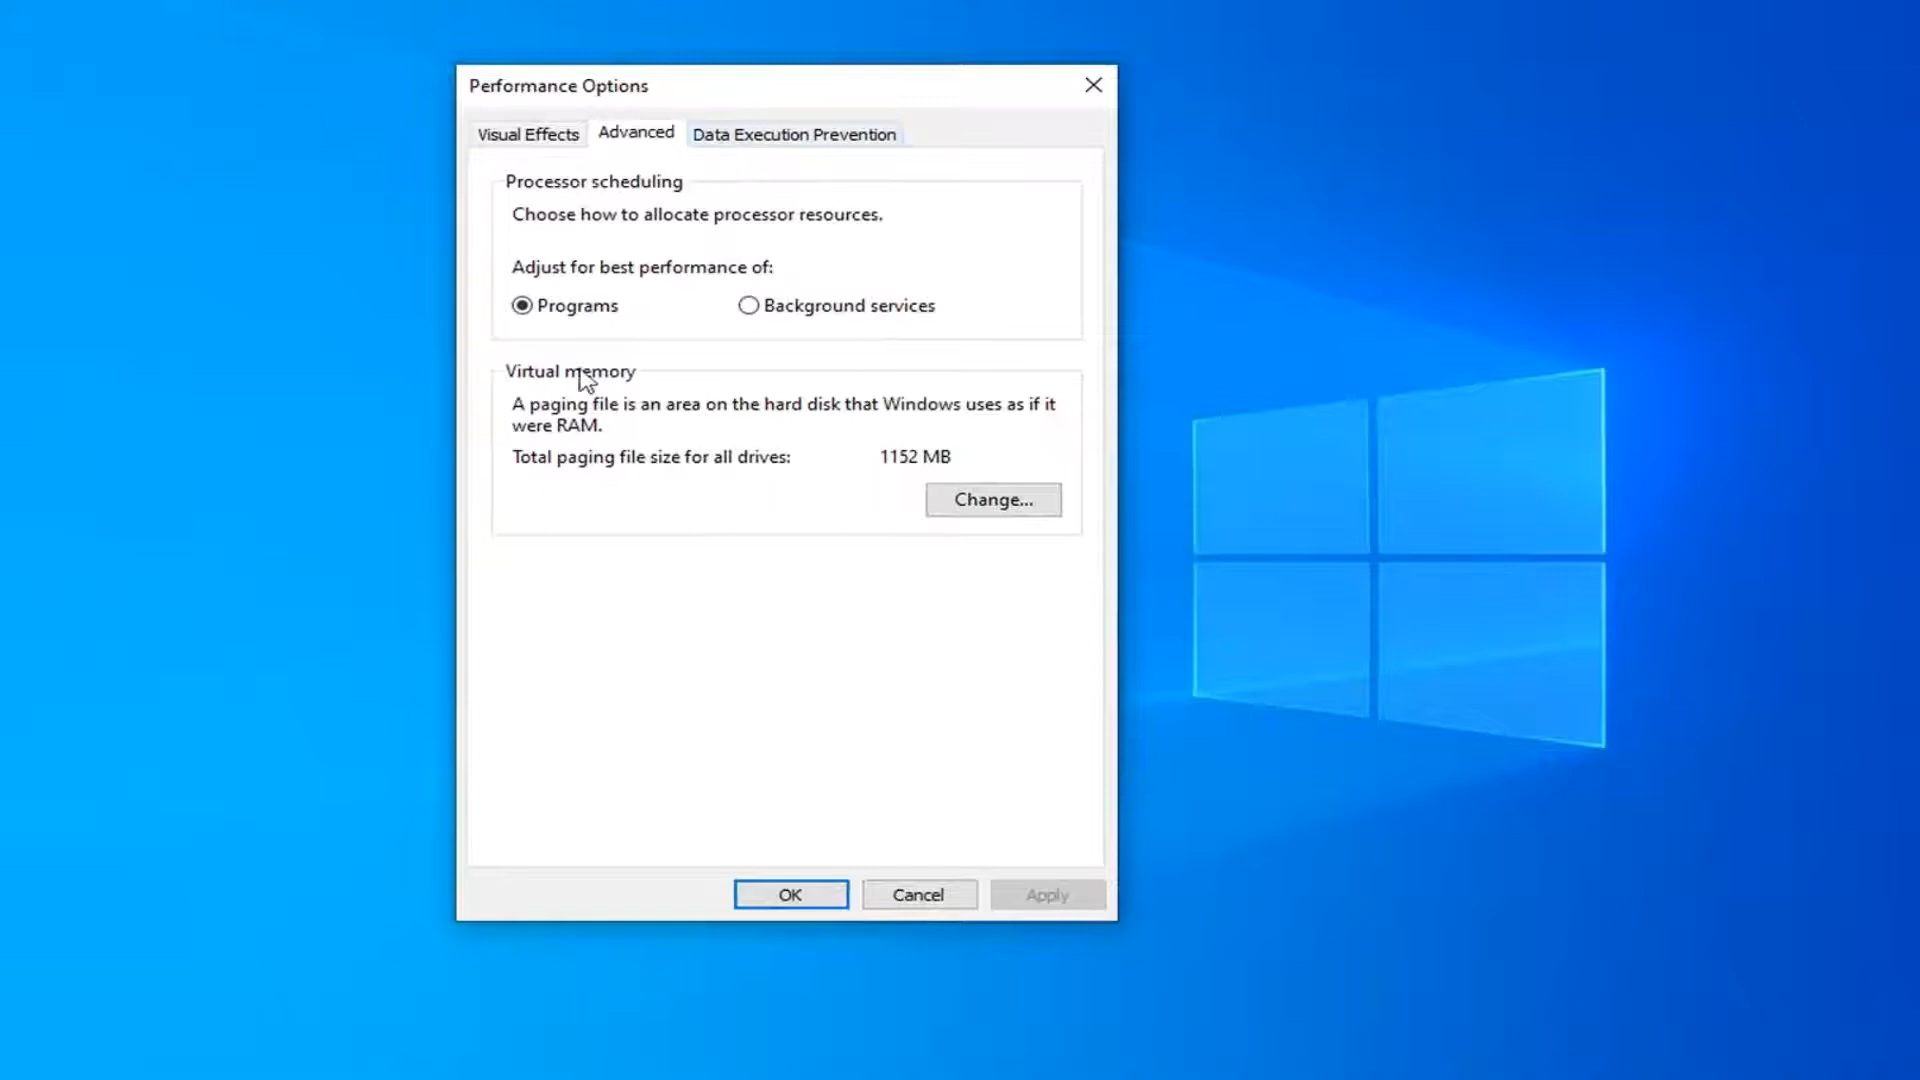 Performance Options
Visual Effects
Advanced
Data Execution Prevention
Processor scheduling
Choose how to allocate processor resources.
Adjust for best performance of:
Programs
Background services
Virtual memory
A paging file is an area on the hard disk that Windows uses as if it
were RAM.
Total paging file size for all drives:
1152 MB
Change...
OK
Cancel
Apply